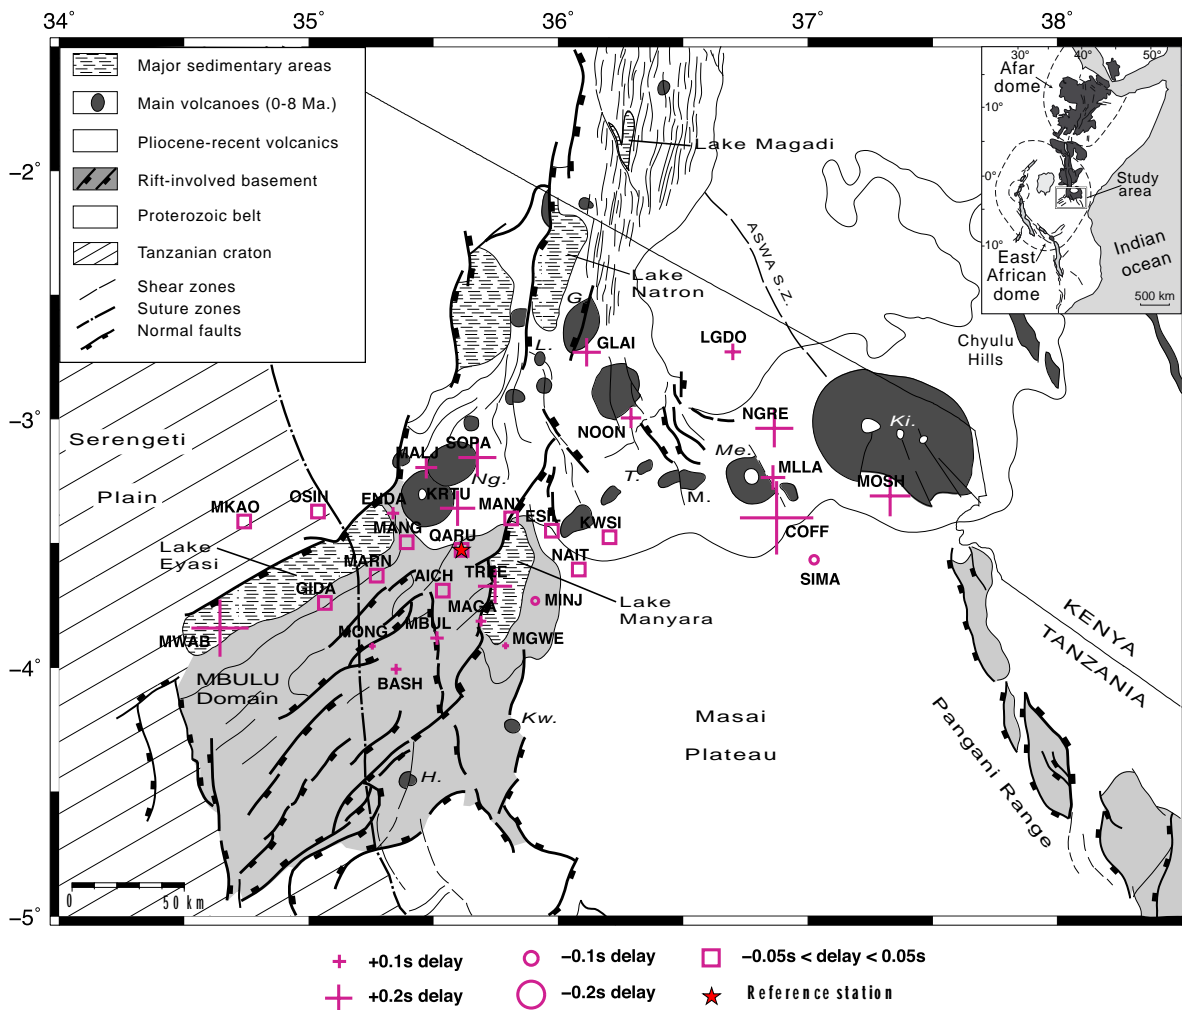 34° 35° 36° 37° 38°
−2°
−3°
−4°
−5°
Major sedimentary areas
Main volcanoes (0-8 Ma.)
Pliocene-recent volcanics
Rift-involved basement
Proterozoic belt
Tanzanian craton
Shear zones
Suture zones
Normal faults
30° 40° 50°
Afar
dome
10°
0°
10°
Study
area
East
African
dome
Indian
ocean
500 km
Lake Magadi
ASWA S.Z.
Lake
Natron
G.
GLAI
L.
LGDO
Chyulu
Hills
NOON
NGRE
Ki.
Serengeti
Plain
MALJ
SOPA
Ng.
Me.
T.
M.
MLLA
MOSH
MKAO
OSIN
ENDA
KRTU
MANY
ESIL
KWSI
COFF
MANG
QARU
Lake
Eyasi
MARN
AICH
TREE
NAIT
SIMA
GIDA
MAGA
MINJ
Lake
Manyara
MWAB
MONG
MBUL
MGWE
BASH
MBULU
Domain
KENYA
TANZANIA
Kw.
Masai
Plateau
Pangani Range
H.
0 50 km
+0.1s delay
−0.1s delay
−0.05s < delay < 0.05s
+0.2s delay
−0.2s delay
Reference station